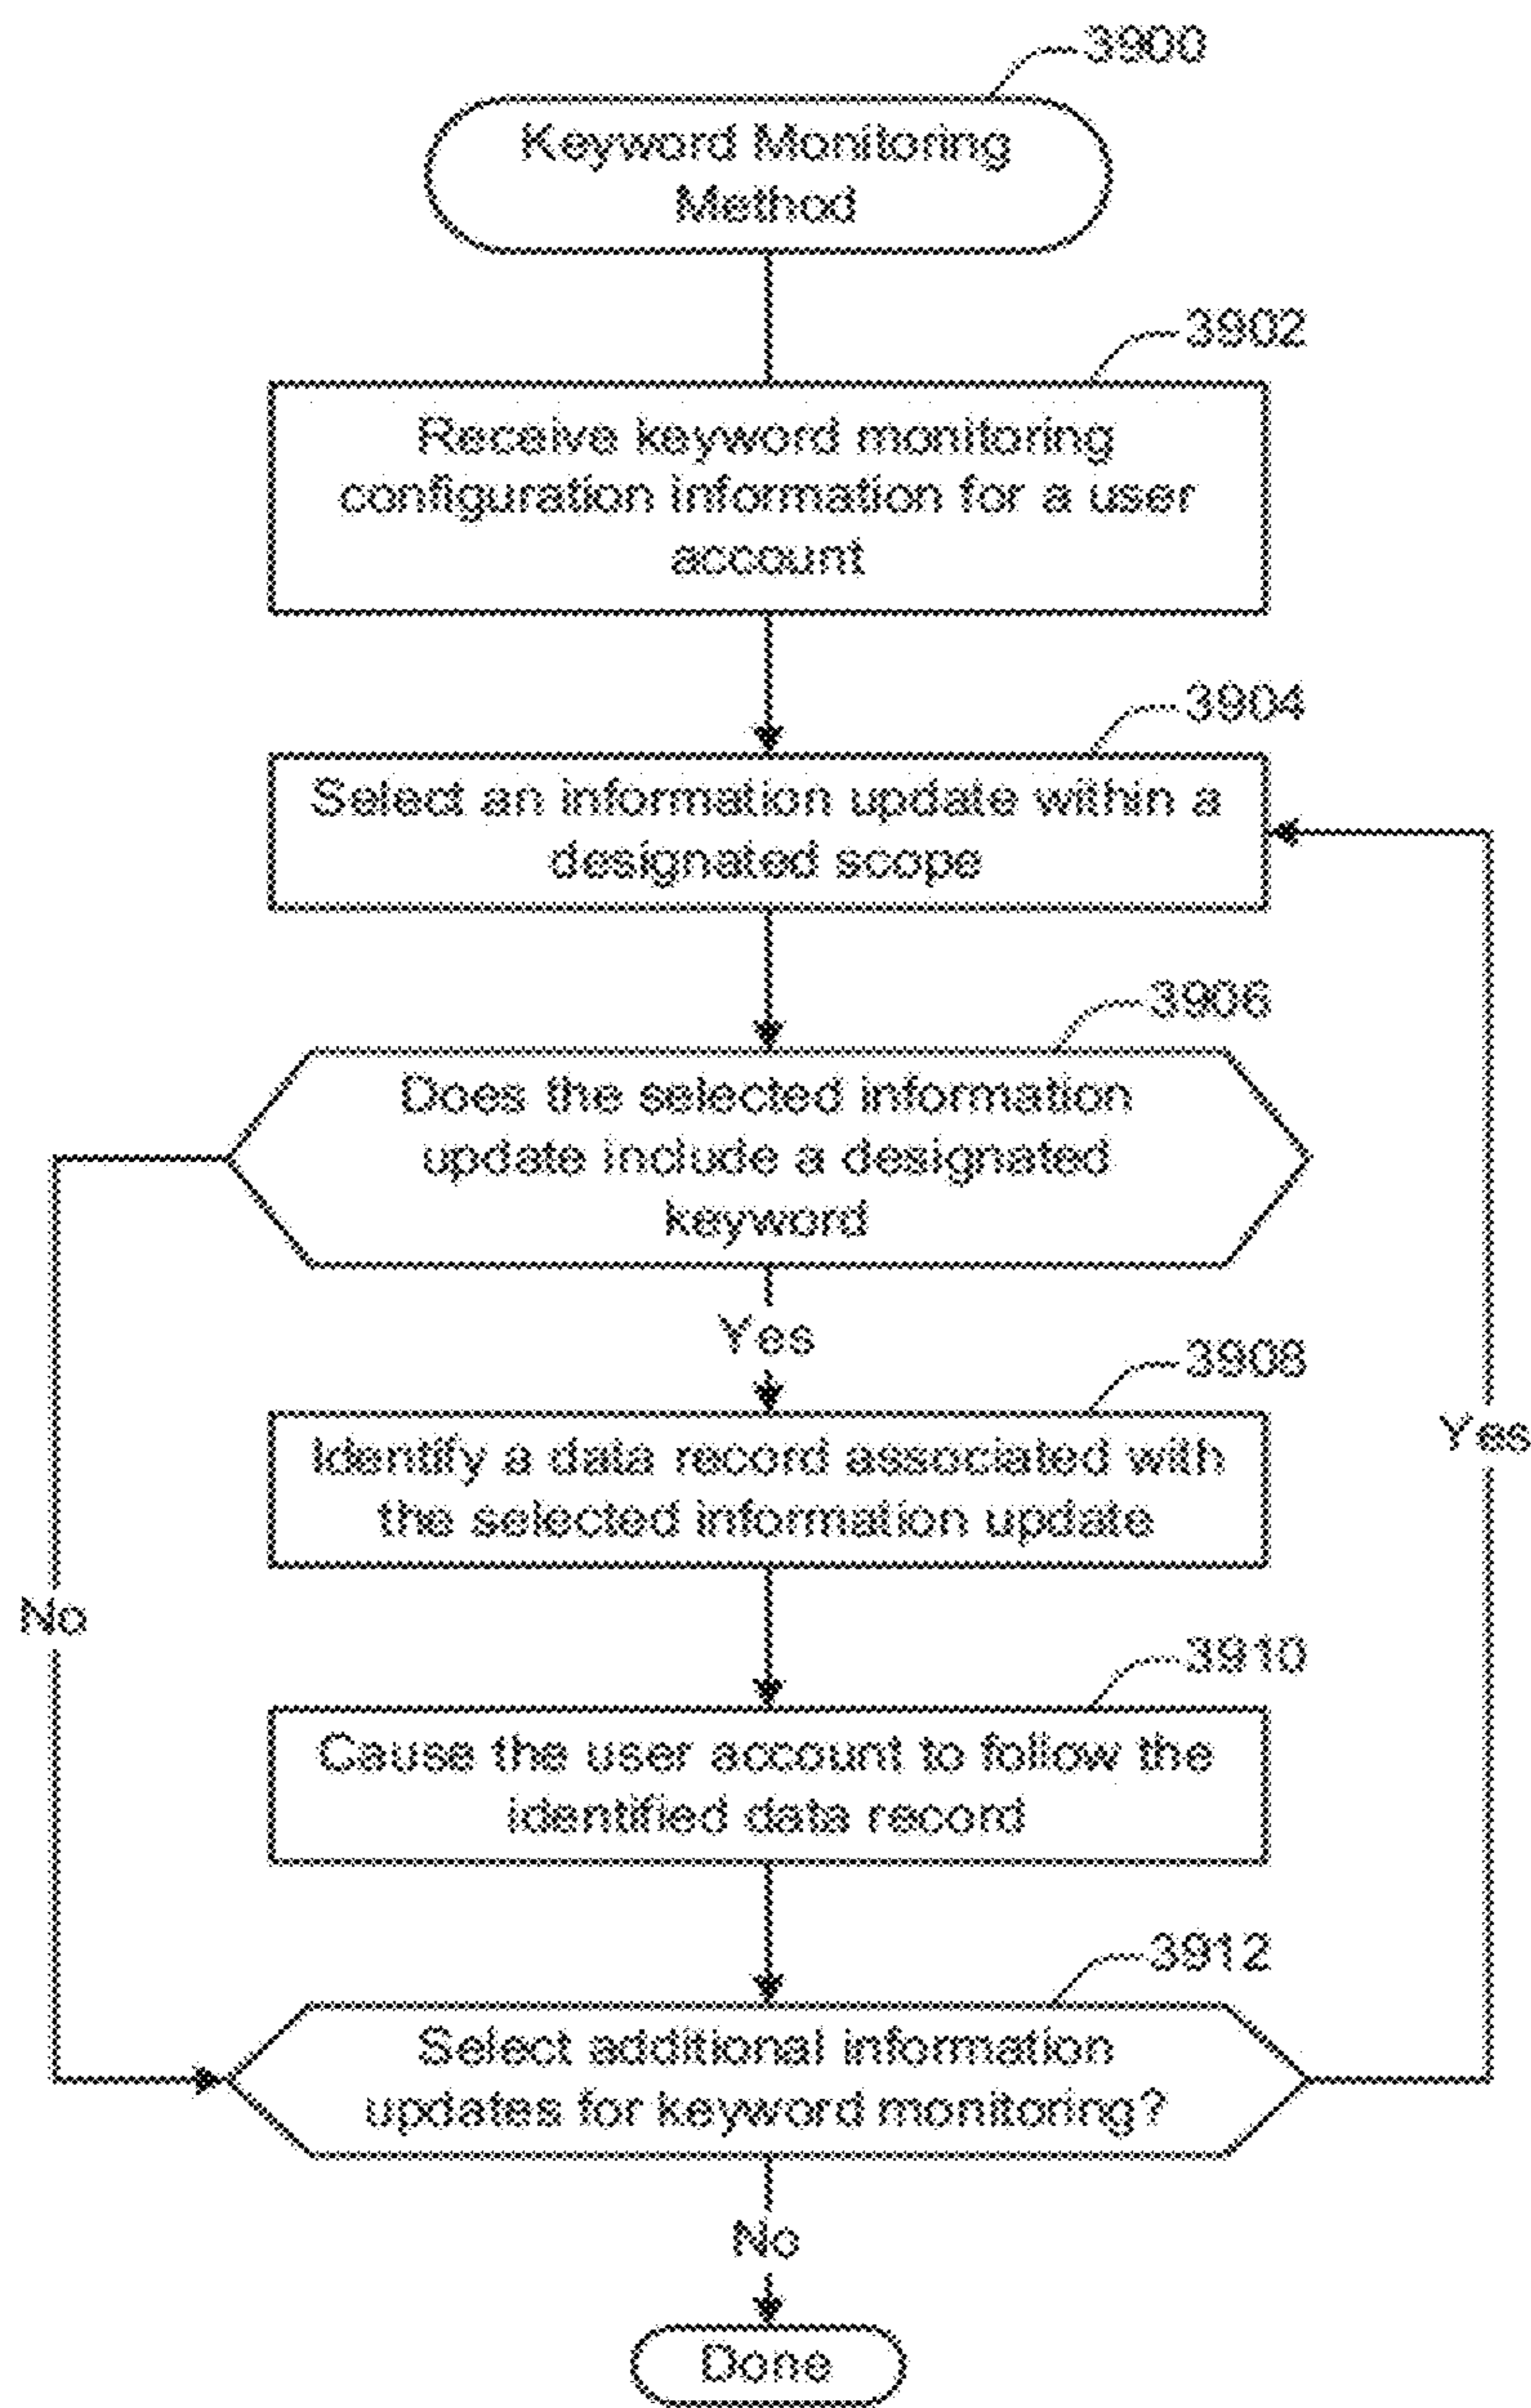 3900
Keyword Monitoring
Method
3902
Receive keyword monitoring
configuration information for a user
account
3904
Select an information update within a
designated scope
3906
Does the selected information
update include a designated
keyword
Yes
3908
Identify a data record associated with
the selected information update
Yes
No
3910
Cause the user account to follow the
identified data record
3912
Select additional information
updates for keyword monitoring?
No
Done